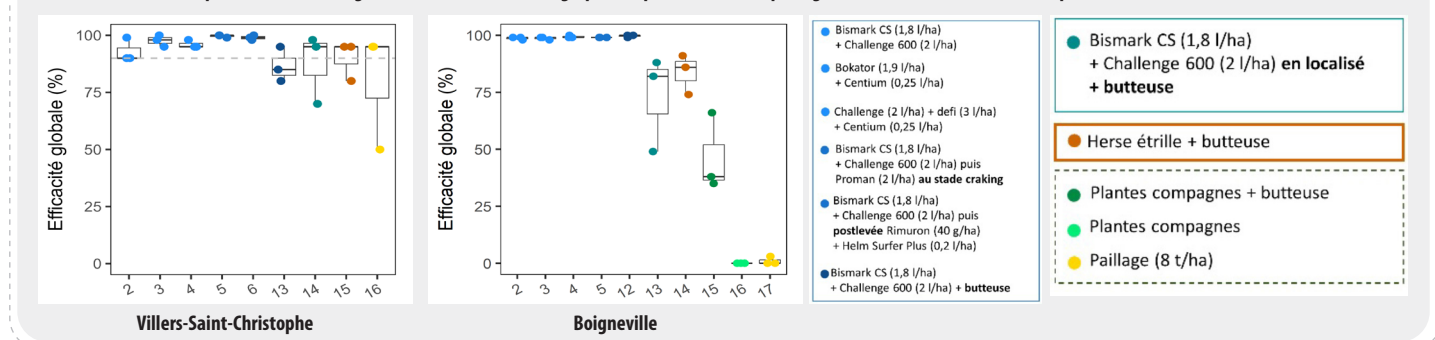 Efficacité globale (%)
100
75
50
25
0
2 3 4 5 6 13 14 15 16
Villers-Saint-Christophe
Efficacité globale (%)
100
75
50
25
0
2 3 4 5 12 13 14 15 16 17
Boigneville
Bismark CS (1,8 l/ha)
+ Challenge 600 (2 l/ha)
Bokator (1,9 l/ha)
+ Centium (0,25 l/ha)
Challenge (2 l/ha) + defi (3 l/ha)
+ Centium (0,25 l/ha)
Bismark CS (1,8 l/ha)
+ Challenge 600 (2 l/ha) puis
Proman (2 l/ha) au stade craking
Bismark CS (1,8 l/ha)
+ Challenge 600 (2 l/ha) puis
postlevée Rimuron (40 g/ha)
+ Helm Surfer Plus (0,2 l/ha)
Bismark CS (1,8 l/ha)
+ Challenge 600 (2 l/ha) + butteuse
Bismark CS (1,8 l/ha)
+ Challenge 600 (2 l/ha) en localisé
+ butteuse
Herse étrille + butteuse
Plantes compagnes + butteuse
Plantes compagnes
Paillage (8 t/ha)